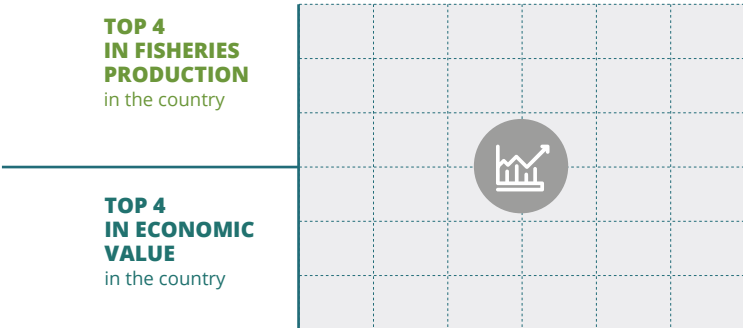 TOP 4
IN FISHERIES
PRODUCTION
in the country
TOP 4
IN ECONOMIC
VALUE
in the country